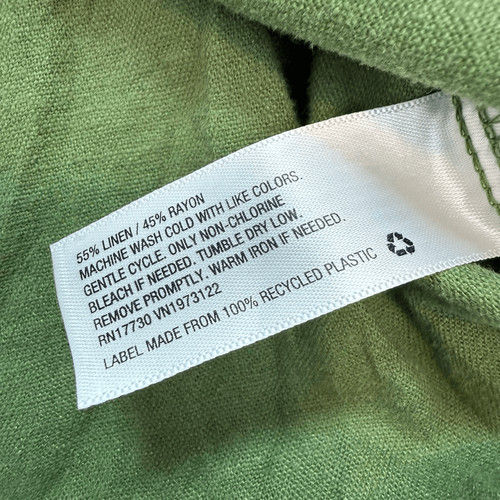 55% LINEN / 45% RAYON
MACHINE WASH COLD WITH LIKE COLORS.
GENTLE CYCLE. ONLY NON-CHLORINE
BLEACH IF NEEDED. TUMBLE DRY LOW.
REMOVE PROMPTLY. WARM IRON IF NEEDED.
RN17730 VN1973122
LABEL MADE FROM 100% RECYCLED PLASTIC